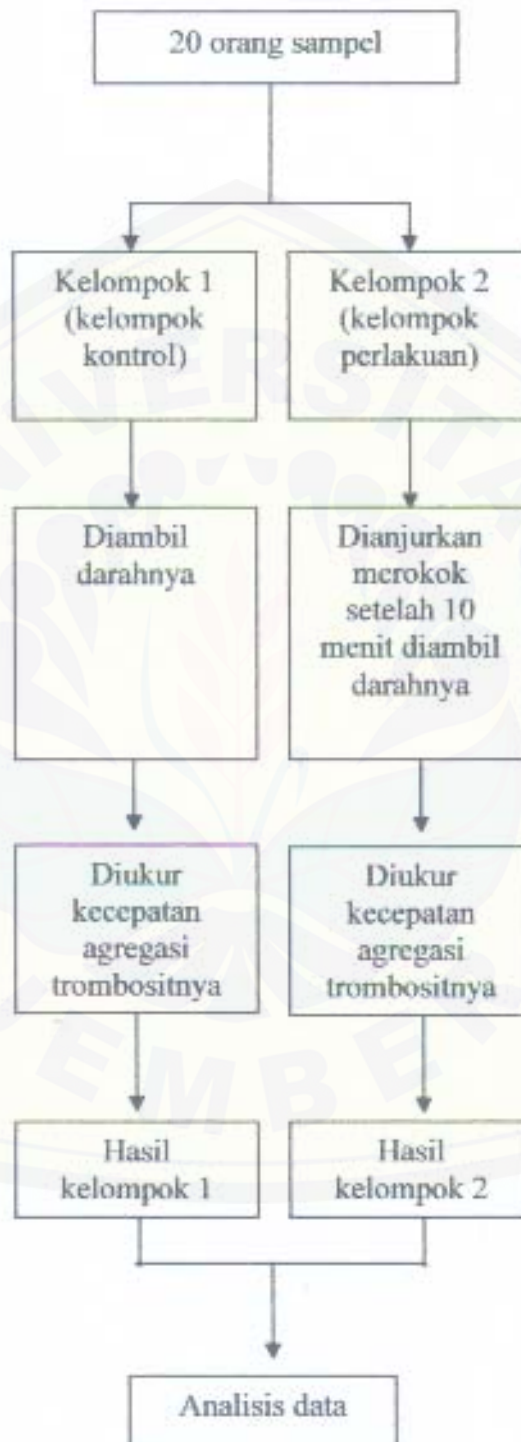 20 orang sampel
Kelompok 1
(kelompok
kontrol)
Kelompok 2
(kelompok
perlakuan)
Diambil
darahnya
Dianjurkan
merokok
setelah 10
menit diambil
darahnya
Diukur
kecepatan
agregasi
trombositnya
Diukur
kecepatan
agregasi
trombositnya
Hasil
kelompok 1
Hasil
kelompok 2
Analisis data